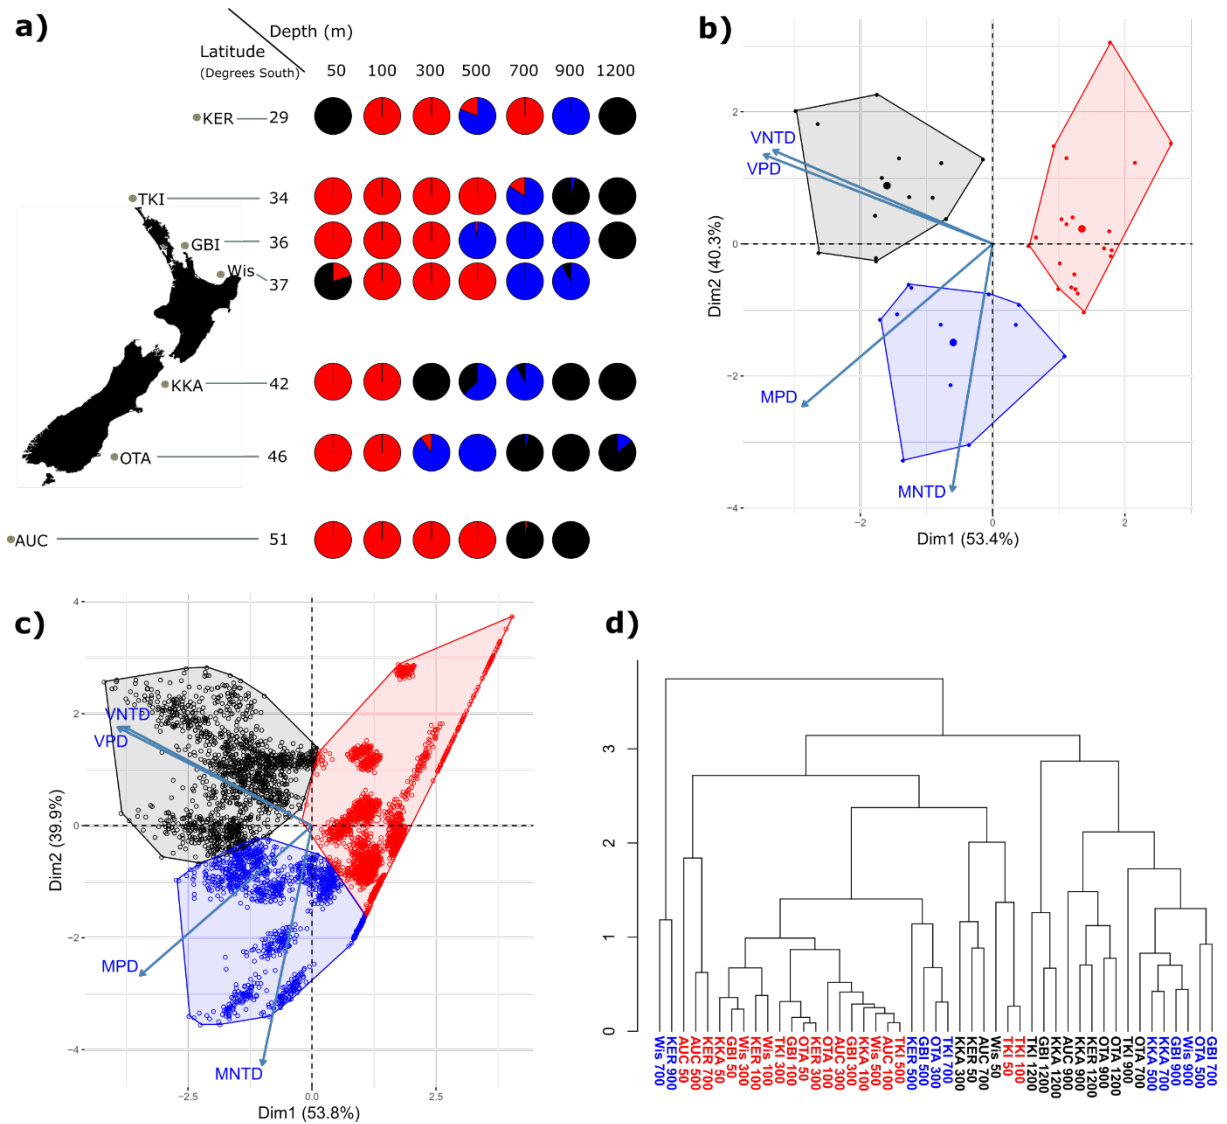 a)
Depth (m)
Latitude
(Degrees South)
50 100 300 500 700 900 1200
KER 29
TKI 34
GBI 36
Wis 37
KKA 42
OTA 46
AUC 51
b)
VNTD
VPD
MPD
MNTD
2
0
−2
−4
Dim2 (40.3%)
−2 0 2
Dim1 (53.4%)
c)
VNTD
VPD
MPD
MNTD
4
2
0
−2
−4
Dim2 (39.9%)
−2.5 0.0 2.5
Dim1 (53.8%)
d)
3
2
1
0
Wis 700
KER 900
AUC 50
AUC 500
KER 700
KKA 50
GBI 50
Wis 300
KER 100
Wis 100
TKI 300
GBI 100
OTA 50
KER 300
OTA 100
AUC 300
GBI 300
KKA 100
Wis 500
AUC 100
TKI 500
KER 500
GBI 500
OTA 300
TKI 700
KKA 300
KER 50
AUC 700
Wis 50
TKI 50
TKI 100
TKI 1200
GBI 1200
KKA 1200
AUC 900
KKA 900
KER 1200
OTA 900
OTA 1200
TKI 900
OTA 700
KKA 500
KKA 700
GBI 900
Wis 900
OTA 500
GBI 700